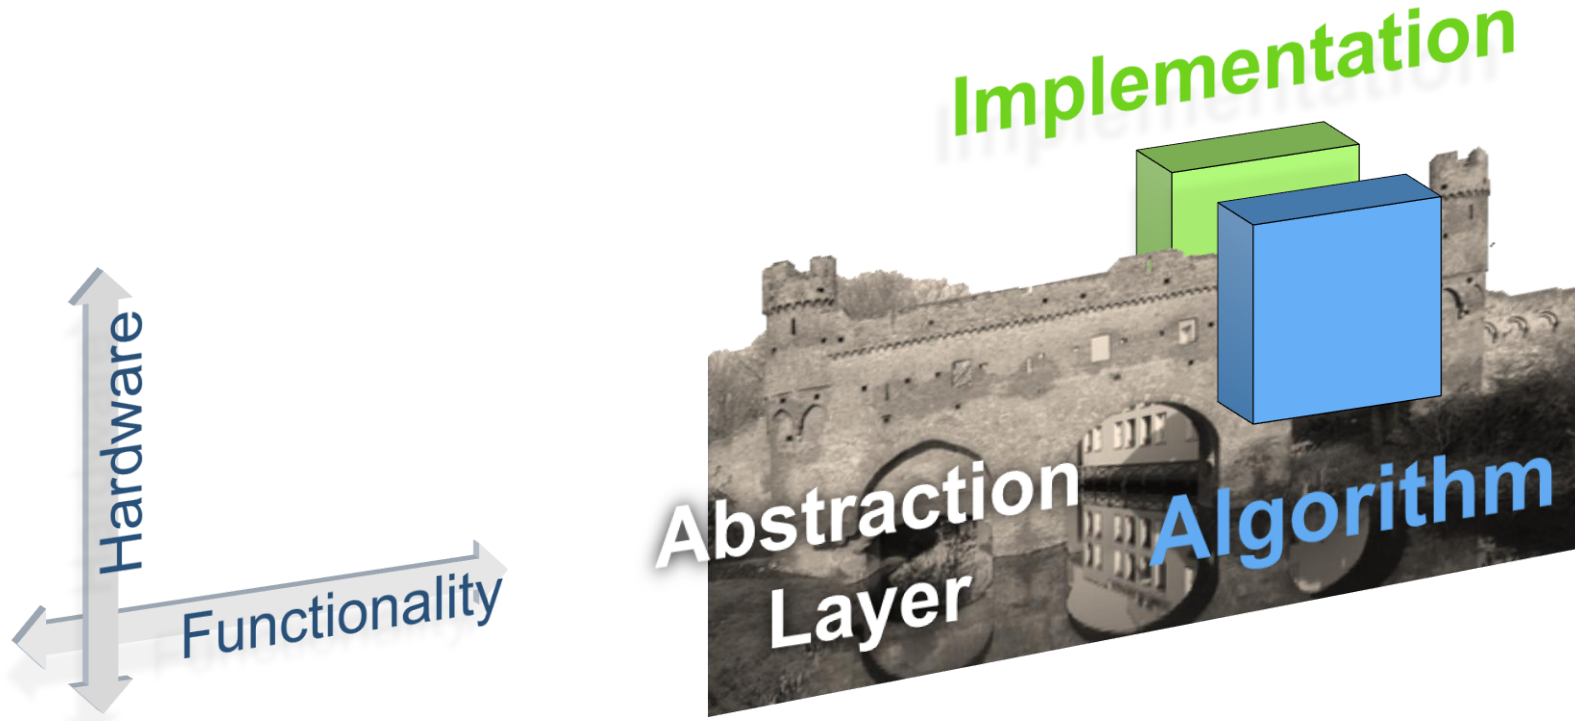 Implementation
Hardware
Functionality
Abstraction
Layer
Algorithm